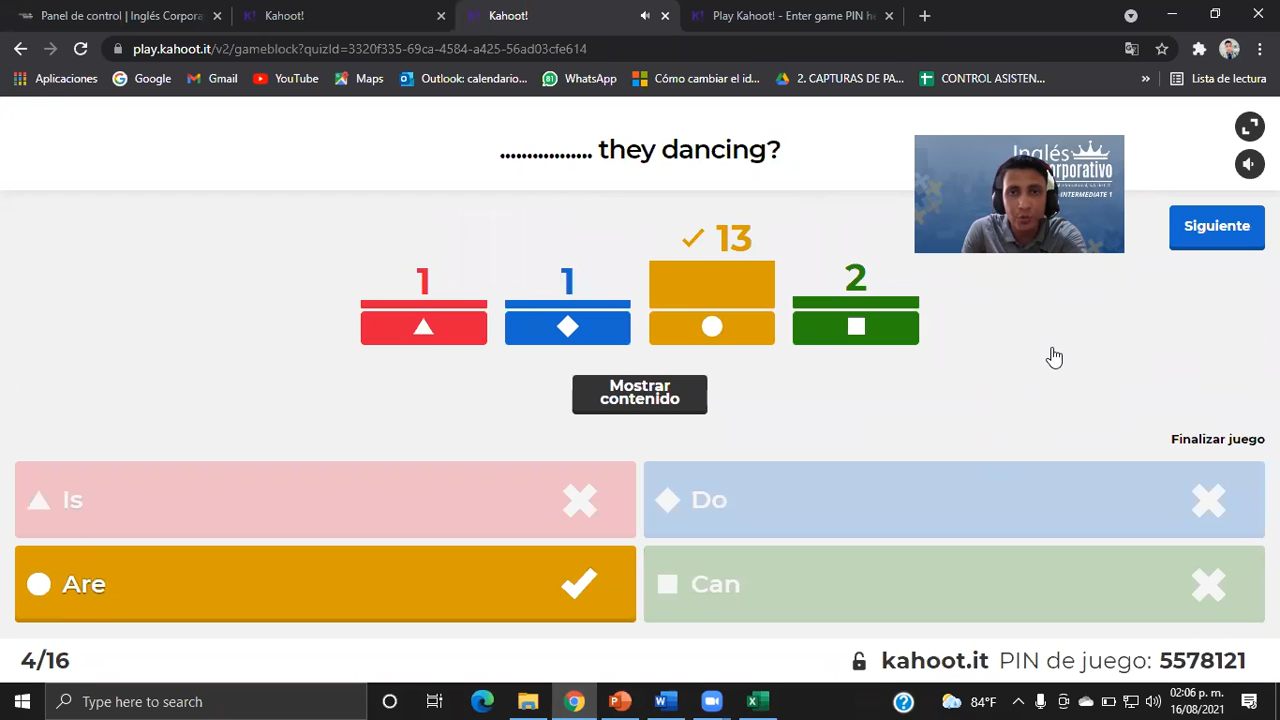 Panel de control | Inglés Corpora
Kahoot!
Kahoot!
Play Kahoot! - Enter game PIN he
play.kahoot.it/v2/gameblock?quizId=3320f335-69ca-4584-a425-56ad03cfe614
Aplicaciones
Google
Gmail
YouTube
Maps
Outlook: calendario...
WhatsApp
Cómo cambiar el id...
2. CAPTURAS DE PA...
CONTROL ASISTEN...
»
Lista de lectura
................. they dancing?
Inglés
orporativo
INTERMEDIATE 1
Siguiente
1
1
13
2
Mostrar
contenido
Finalizar juego
Is
Do
Are
Can
4/16
kahoot.it PIN de juego: 5578121
Type here to search
84°F
02:06 p. m.
16/08/2021